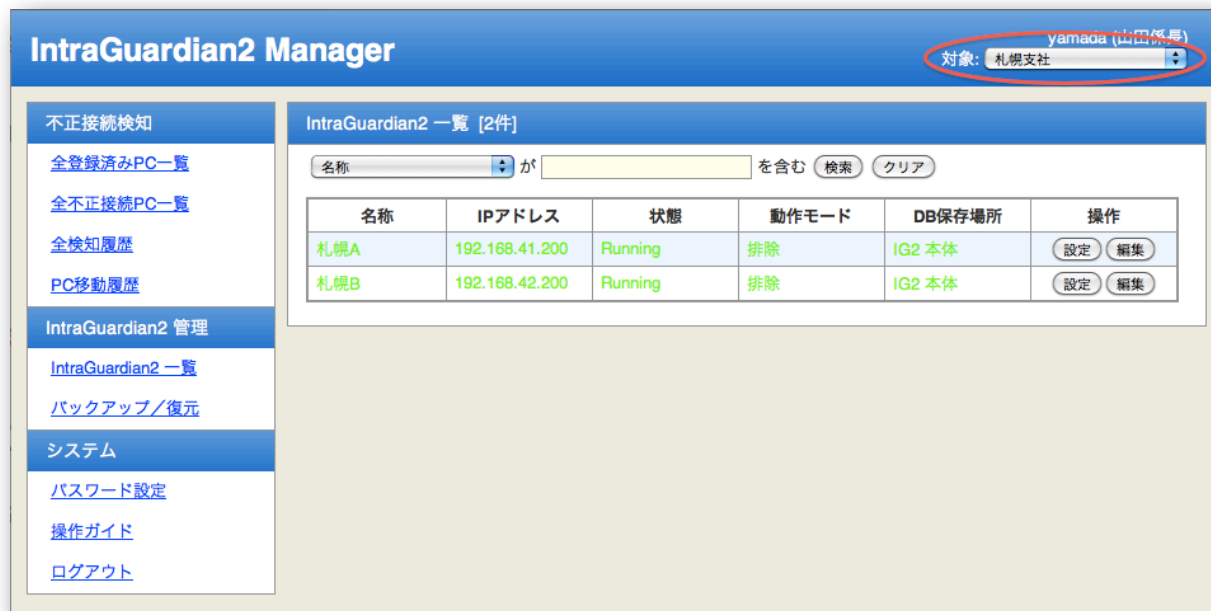 IntraGuardian2 Manager
yamada (山田係長)
対象: 札幌支社
不正接続検知
全登録済みPC一覧
全不正接続PC一覧
全検知履歴
PC移動履歴
IntraGuardian2 管理
IntraGuardian2 一覧
バックアップ／復元
システム
パスワード設定
操作ガイド
ログアウト
IntraGuardian2 一覧 [2件]
名称 が を含む 検索 クリア
名称 IPアドレス 状態 動作モード DB保存場所 操作
札幌A 192.168.41.200 Running 排除 IG2 本体 設定 編集
札幌B 192.168.42.200 Running 排除 IG2 本体 設定 編集